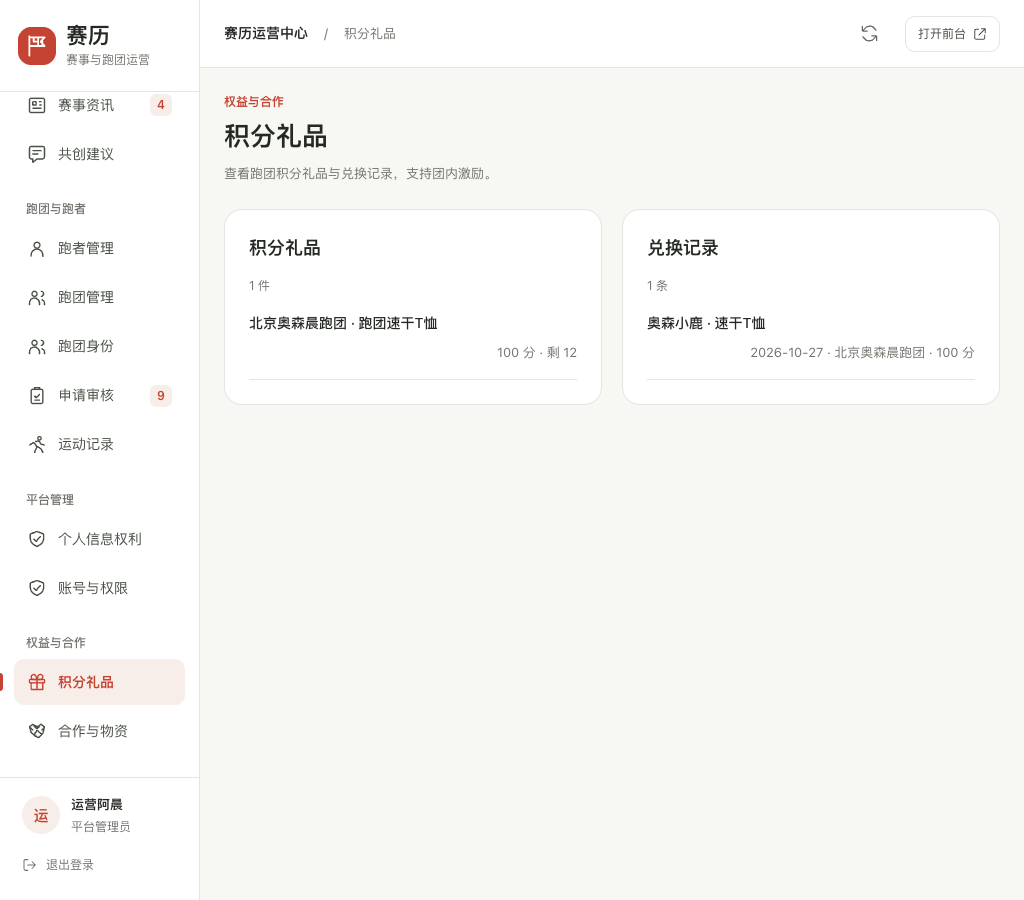 赛历
赛事与跑团运营
赛事资讯 4
共创建议
跑团与跑者
跑者管理
跑团管理
跑团身份
申请审核 9
运动记录
平台管理
个人信息权利
账号与权限
权益与合作
积分礼品
合作与物资
运 运营阿晨
平台管理员
退出登录
赛历运营中心 / 积分礼品
打开前台
权益与合作
积分礼品
查看跑团积分礼品与兑换记录，支持团内激励。
积分礼品
1 件
北京奥森晨跑团 · 跑团速干T恤
100 分 · 剩 12
兑换记录
1 条
奥森小鹿 · 速干T恤
2026-10-27 · 北京奥森晨跑团 · 100 分